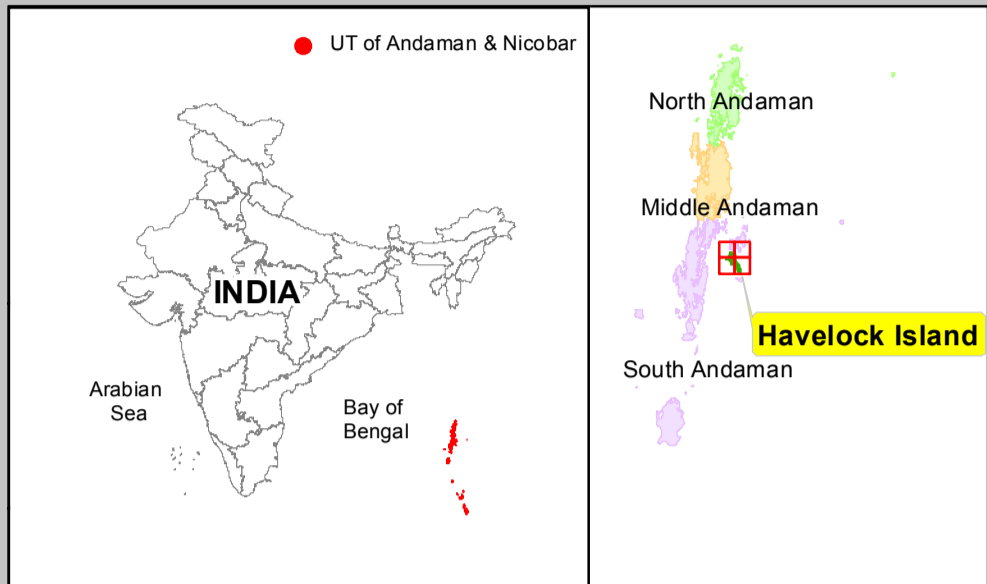 UT of Andaman & Nicobar
INDIA
Arabian
Sea
Bay of
Bengal
North Andaman
Middle Andaman
Havelock Island
South Andaman